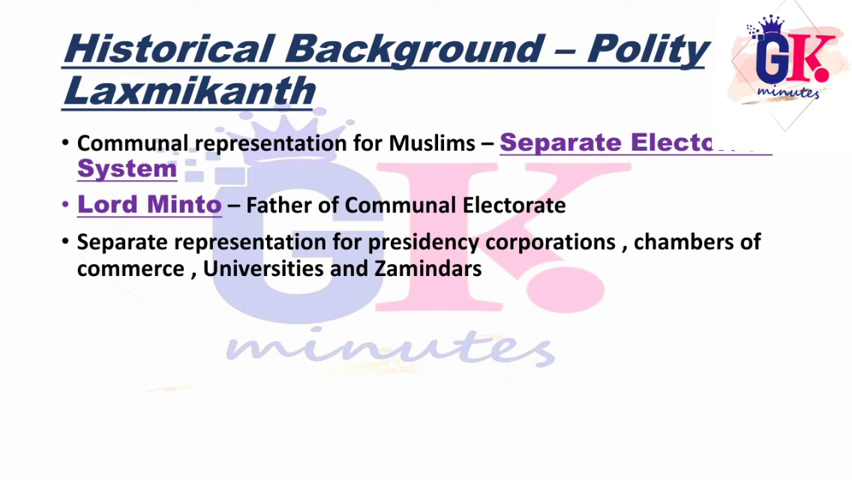 Historical Background – Polity
Laxmikanth
GK
minutes
• Communal representation for Muslims – Separate
System
• Lord Minto – Father of Communal Electorate
• Separate representation for presidency corporations , chambers of
commerce , Universities and Zamindars
GK
minutes